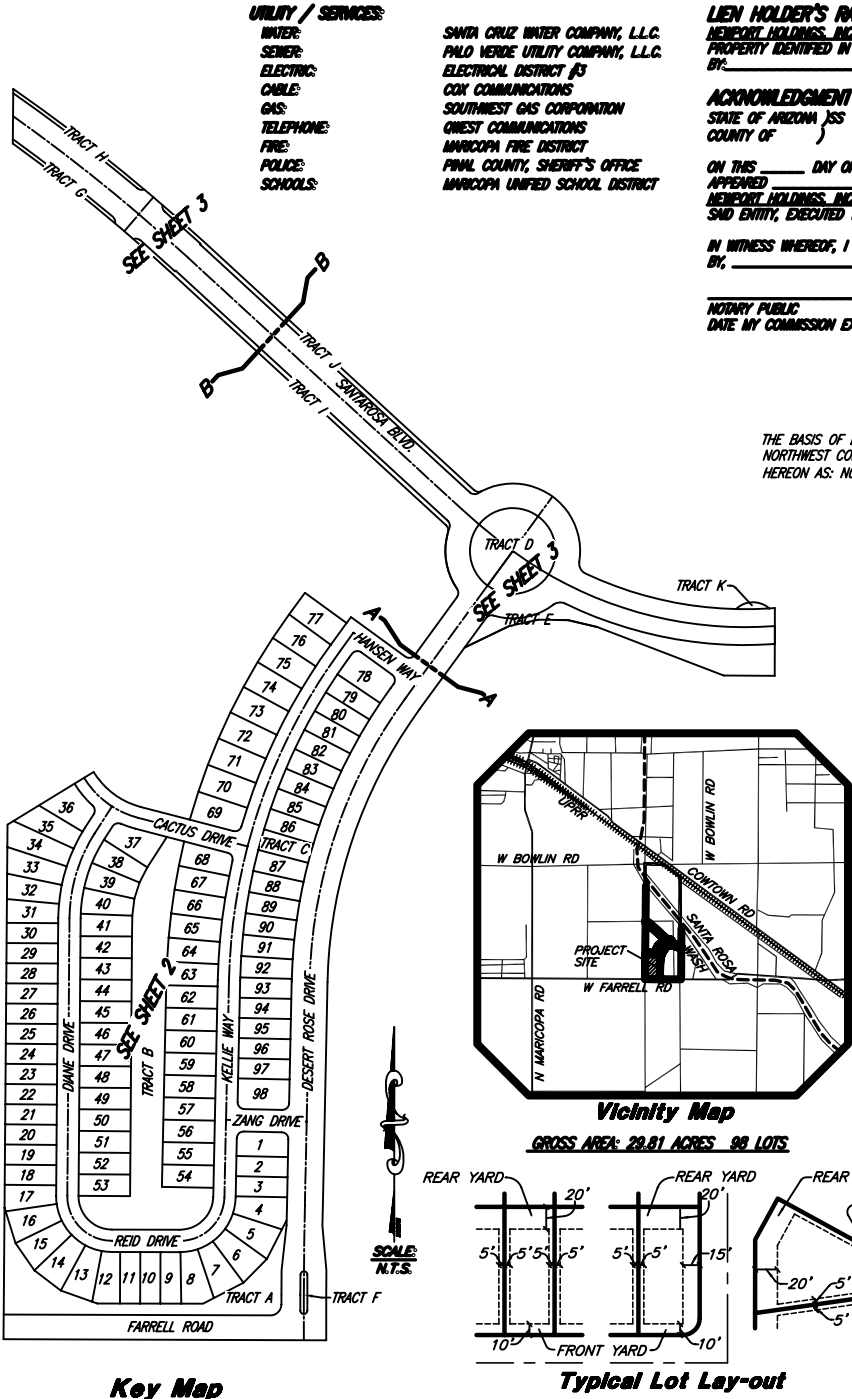 UTILITY / SERVICES:
WATER: SANTA CRUZ WATER COMPANY, L.L.C.
SEWER: PALO VERDE UTILITY COMPANY, L.L.C.
ELECTRIC: ELECTRICAL DISTRICT #3
CABLE: COX COMMUNICATIONS
GAS: SOUTHWEST GAS CORPORATION
TELEPHONE: QWEST COMMUNICATIONS
FIRE: MARICOPA FIRE DISTRICT
POLICE: PINAL COUNTY, SHERIFF'S OFFICE
SCHOOLS: MARICOPA UNIFIED SCHOOL DISTRICT
LIEN HOLDER'S RA
NEWPORT HOLDINGS, INC
PROPERTY IDENTIFIED IN
BY:
ACKNOWLEDGMENT
STATE OF ARIZONA )SS
COUNTY OF )
ON THIS DAY O
APPEARED
NEWPORT HOLDINGS, INC
SAID ENTITY, EXECUTED
IN WITNESS WHEREOF, I
BY,
NOTARY PUBLIC
DATE MY COMMISSION EX
THE BASIS OF
NORTHWEST CO
HEREON AS: NO
TRACT H
TRACT G
SEE SHEET 3
B
B
TRACT J
TRACT I
SANTAROSA BLVD.
TRACT D
SEE SHEET 3
TRACT E
TRACT K
A
A
HANSEN WAY
77
76
75
74
73
72
71
70
69
78
79
80
81
82
83
84
85
86
TRACT C
87
88
89
90
91
92
93
94
95
96
97
98
CACTUS DRIVE
36
35
34
33
32
31
30
29
28
27
26
25
24
23
22
21
20
19
18
17
16
15
14
13
12
11
10
9
8
7
6
5
4
3
2
1
37
38
39
40
41
42
43
44
45
46
47
48
49
50
51
52
53
68
67
66
65
64
63
62
61
60
59
58
57
56
55
54
SEE SHEET 2
TRACT B
DIANE DRIVE
KELLIE WAY
DESERT ROSE DRIVE
ZANG DRIVE
REID DRIVE
TRACT A
TRACT F
FARRELL ROAD
Key Map
SCALE:
N.T.S.
UPRR
W BOWLIN RD
W BOWLIN RD
COWTOWN RD
SANTA ROSA
WASH
PROJECT
SITE
W FARRELL RD
N MARICOPA RD
Vicinity Map
GROSS AREA: 29.81 ACRES 98 LOTS
REAR YARD
20'
REAR YARD
20'
REAR
5' 5' 5' 5'
5' 5' 15'
20'
5'
5'
10'
FRONT YARD
10'
Typical Lot Lay-out